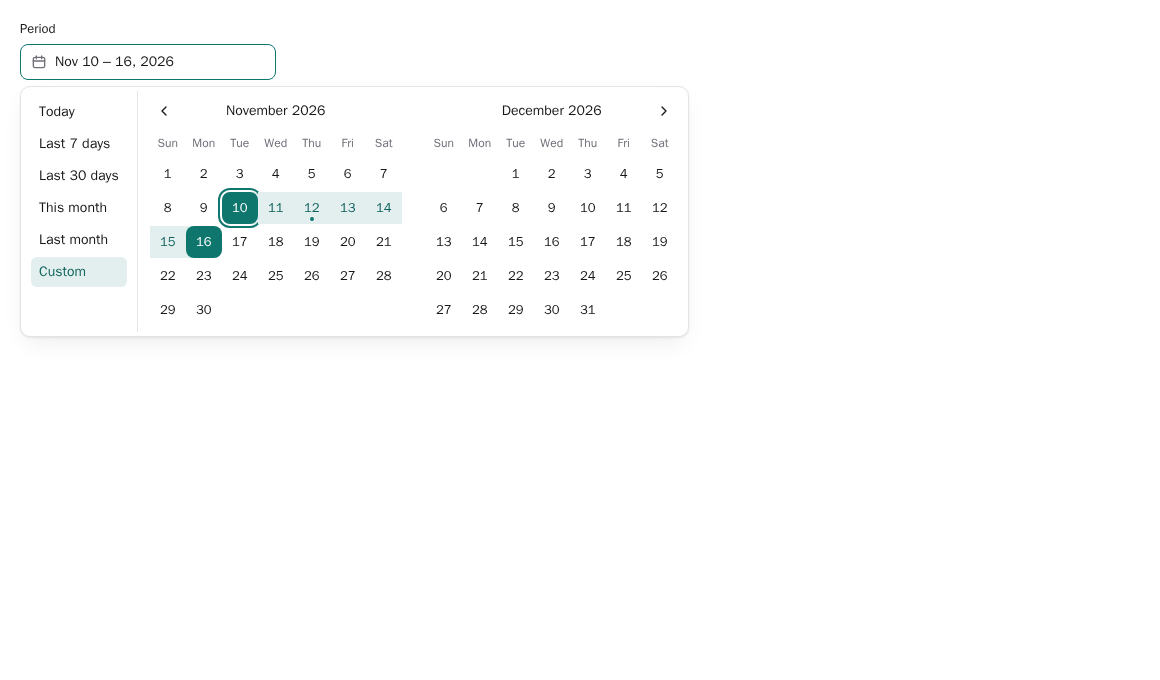 Period
Nov 10 – 16, 2026
Today
Last 7 days
Last 30 days
This month
Last month
Custom
November 2026
Sun Mon Tue Wed Thu Fri Sat
1 2 3 4 5 6 7
8 9 10 11 12 13 14
15 16 17 18 19 20 21
22 23 24 25 26 27 28
29 30
December 2026
Sun Mon Tue Wed Thu Fri Sat
1 2 3 4 5
6 7 8 9 10 11 12
13 14 15 16 17 18 19
20 21 22 23 24 25 26
27 28 29 30 31